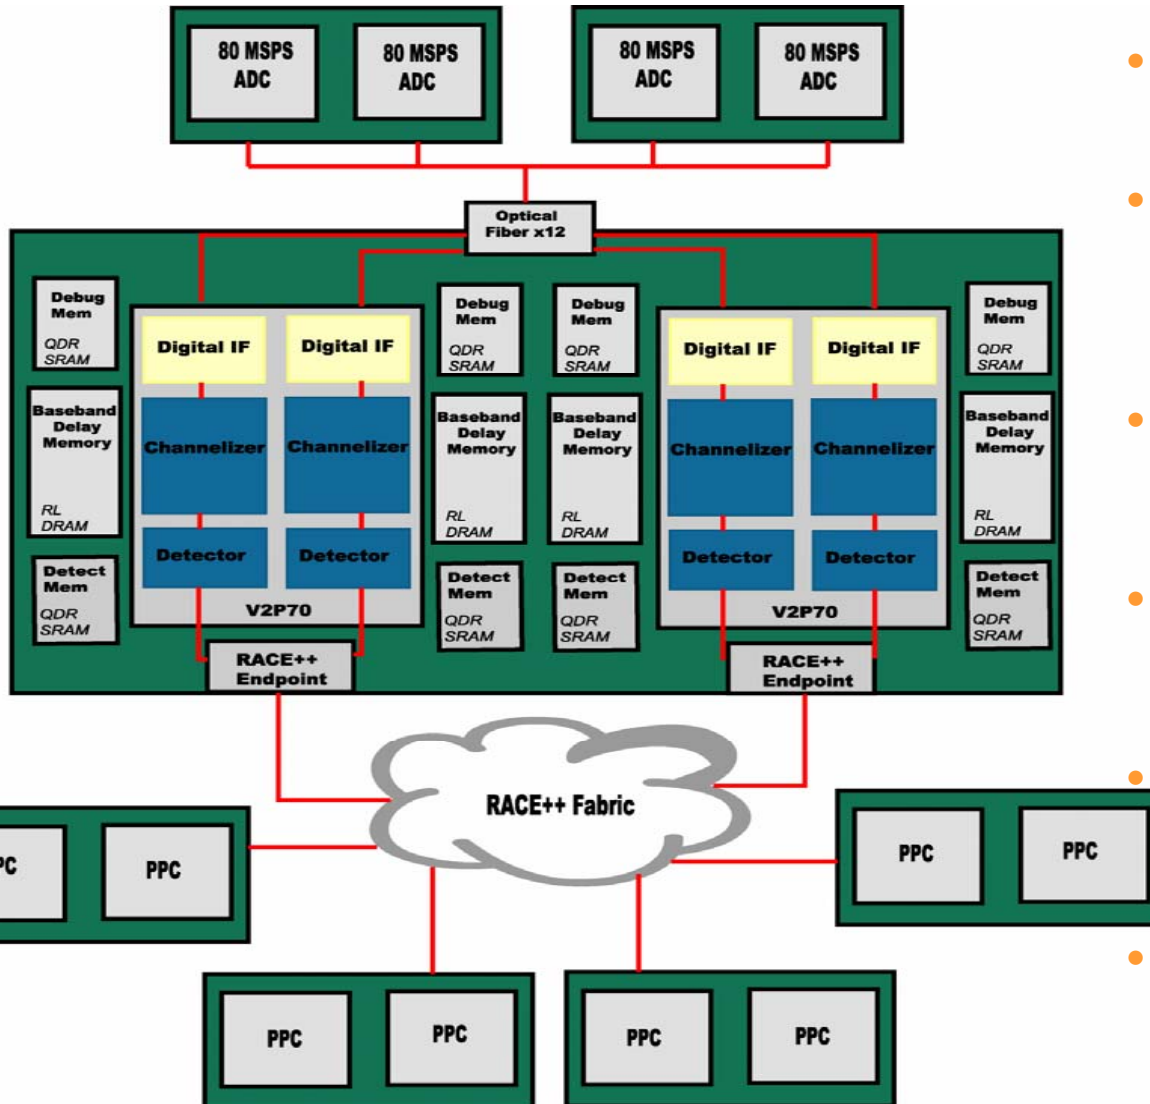 80 MSPS
ADC
80 MSPS
ADC
80 MSPS
ADC
80 MSPS
ADC
Optical
Fiber x12
Debug
Mem
QDR
SRAM
Baseband
Delay
Memory
RL
DRAM
Detect
Mem
QDR
SRAM
Digital IF
Channelizer
Detector
Digital IF
Channelizer
Detector
V2P70
Debug
Mem
QDR
SRAM
Baseband
Delay
Memory
RL
DRAM
Detect
Mem
QDR
SRAM
Debug
Mem
QDR
SRAM
Baseband
Delay
Memory
RL
DRAM
Detect
Mem
QDR
SRAM
Digital IF
Channelizer
Detector
Digital IF
Channelizer
Detector
V2P70
Debug
Mem
QDR
SRAM
Baseband
Delay
Memory
RL
DRAM
Detect
Mem
QDR
SRAM
RACE++
Endpoint
RACE++
Endpoint
RACE++ Fabric
PC
PPC
PPC
PPC
PPC
PPC
PPC
PPC